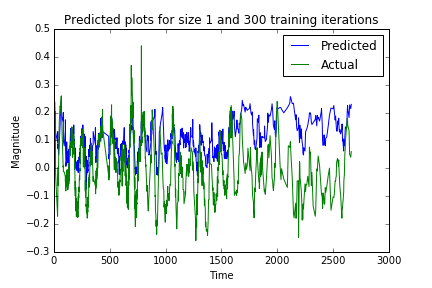 Predicted plots for size 1 and 300 training iterations
0.5
0.4
0.3
0.2
0.1
0.0
−0.1
−0.2
−0.3
Magnitude
Predicted
Actual
0 500 1000 1500 2000 2500 3000
Time